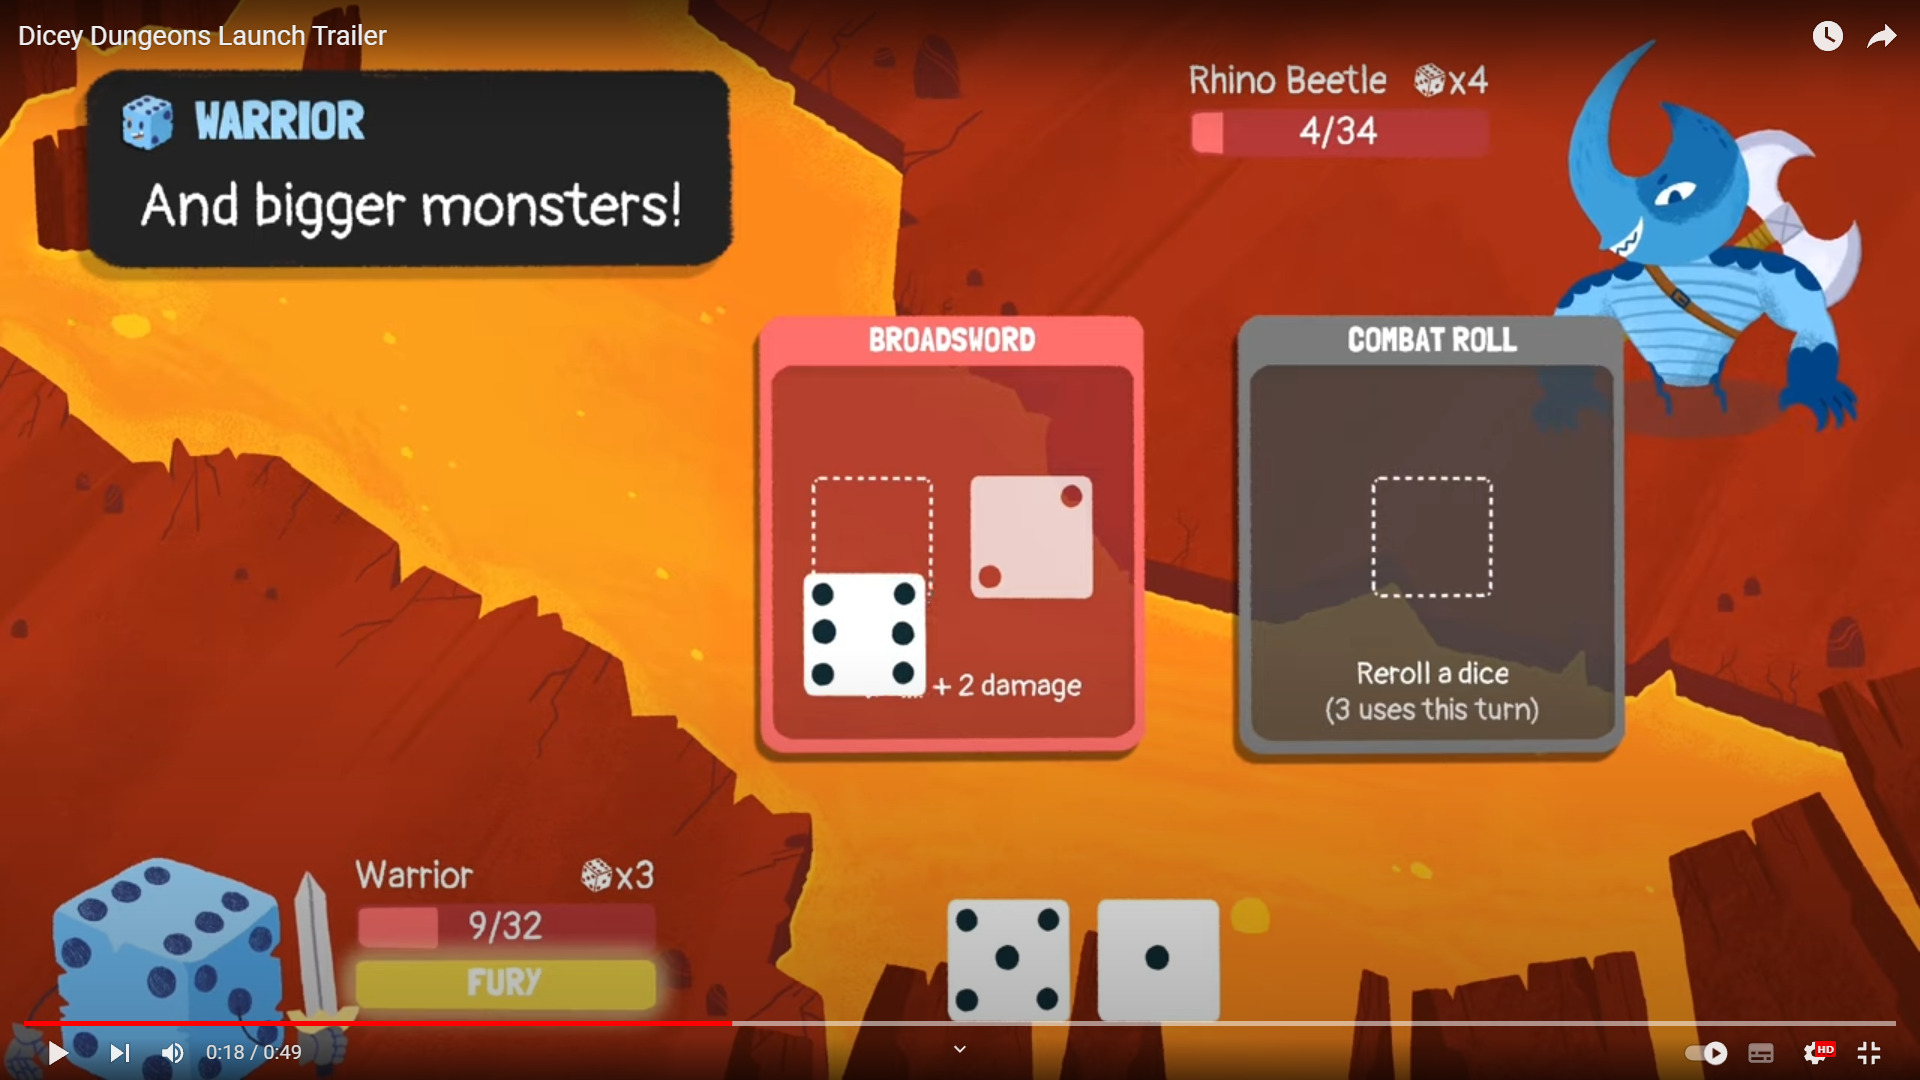 Dicey Dungeons Launch Trailer
WARRIOR
And bigger monsters!
Rhino Beetle x4
4/34
BROADSWORD
+ 2 damage
COMBAT ROLL
Reroll a dice
(3 uses this turn)
Warrior x3
9/32
FURY
0:18 / 0:49
HD